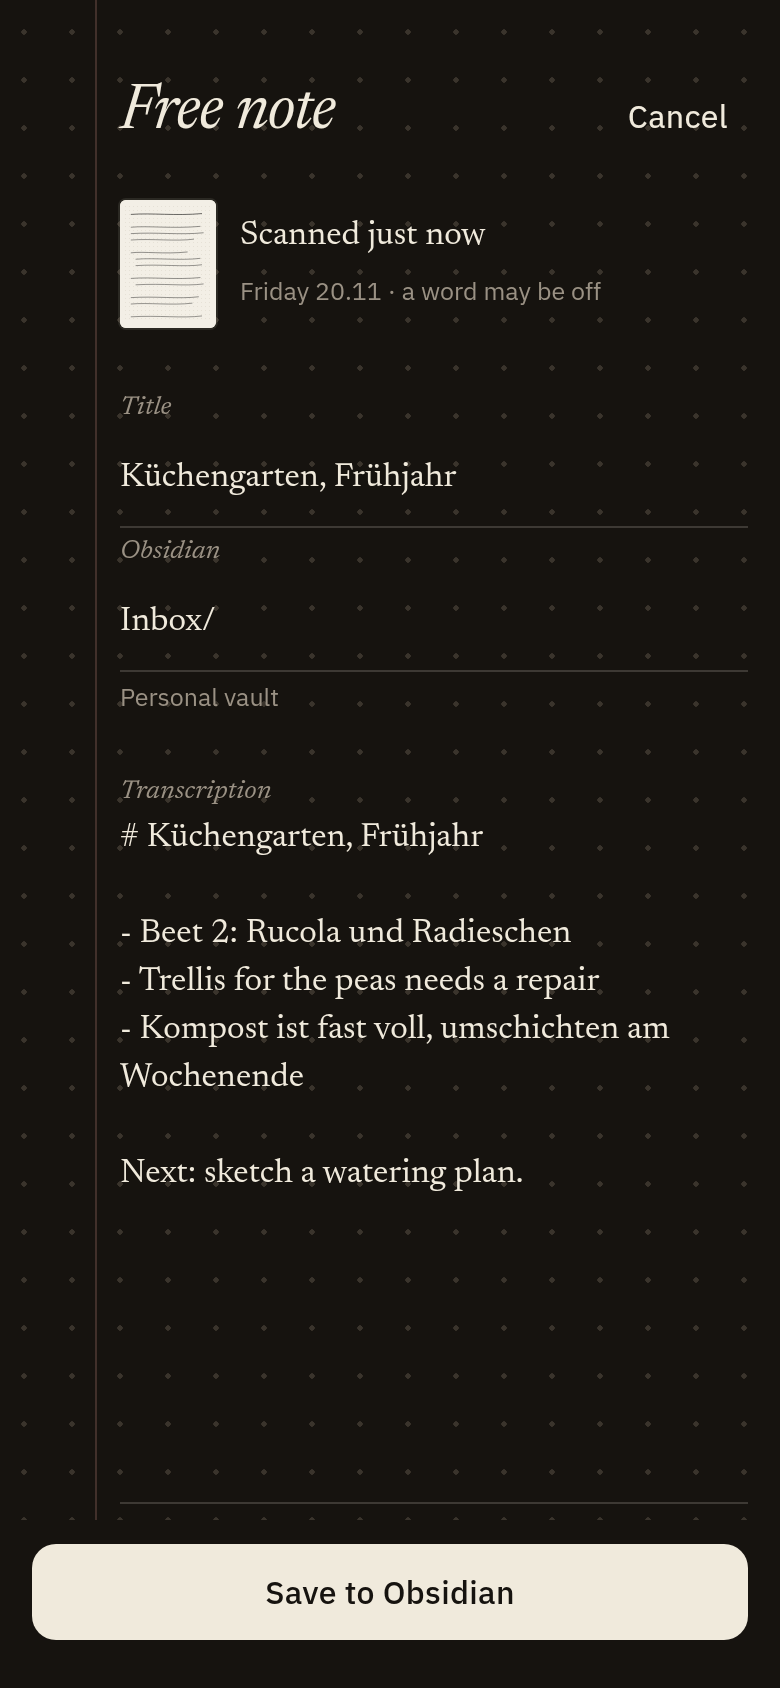 Free note
Cancel
Scanned just now
Friday 20.11 · a word may be off
Title
Küchengarten, Frühjahr
Obsidian
Inbox/
Personal vault
Transcription
# Küchengarten, Frühjahr
- Beet 2: Rucola und Radieschen
- Trellis for the peas needs a repair
- Kompost ist fast voll, umschichten am
Wochenende
Next: sketch a watering plan.
Save to Obsidian